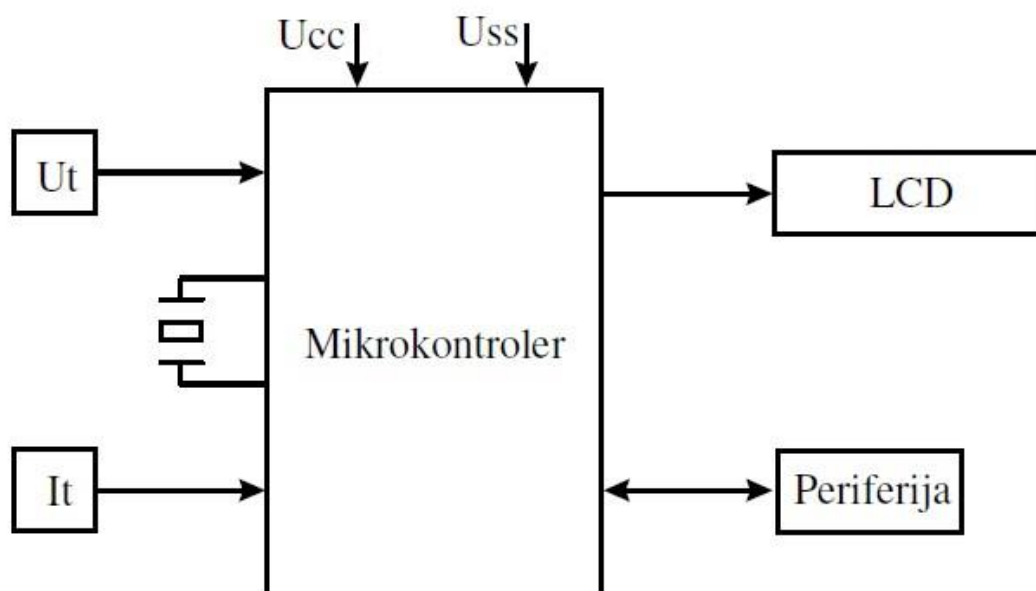 Ucc
Uss
Ut
LCD
Mikrokontroler
It
Periferija